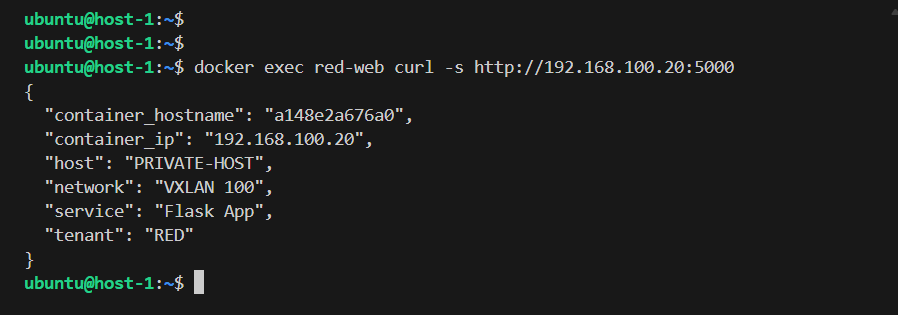 ubuntu@host-1:~$
ubuntu@host-1:~$
ubuntu@host-1:~$ docker exec red-web curl -s http://192.168.100.20:5000
{
  "container_hostname": "a148e2a676a0",
  "container_ip": "192.168.100.20",
  "host": "PRIVATE-HOST",
  "network": "VXLAN 100",
  "service": "Flask App",
  "tenant": "RED"
}
ubuntu@host-1:~$